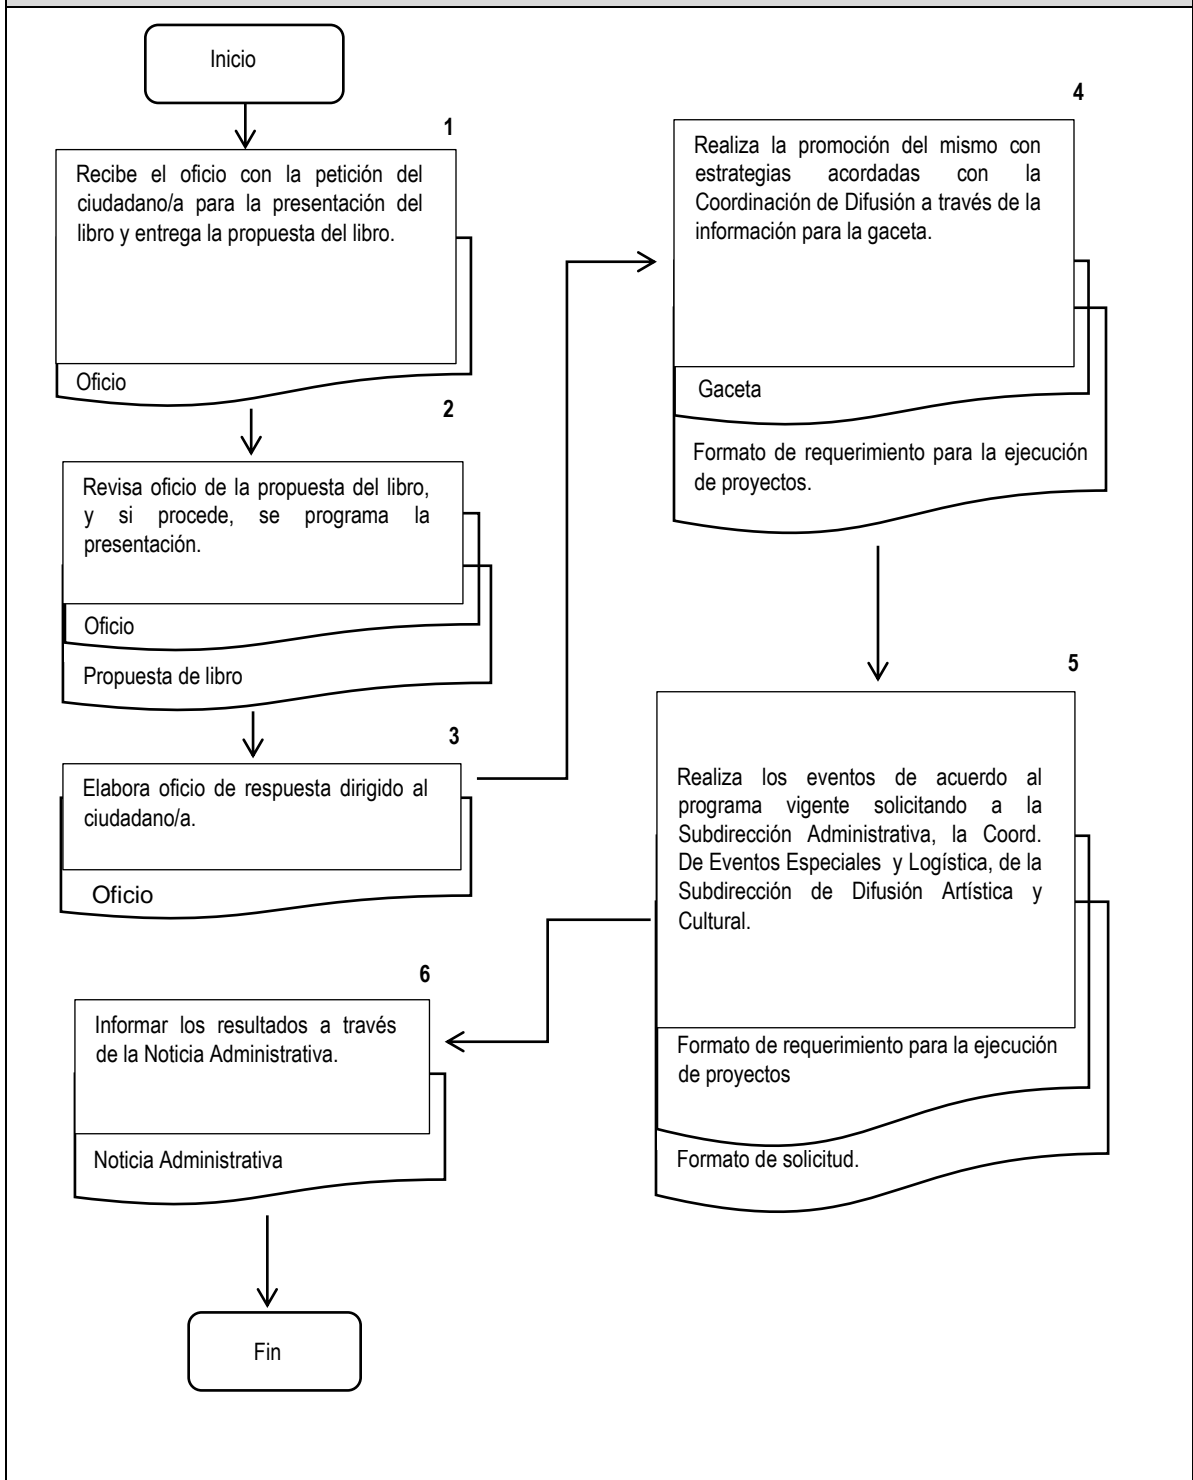 Inicio
1
Recibe el oficio con la petición del
ciudadano/a para la presentación del
libro y entrega la propuesta del libro.
Oficio
2
Revisa oficio de la propuesta del libro,
y si procede, se programa la
presentación.
Oficio
Propuesta de libro
3
Elabora oficio de respuesta dirigido al
ciudadano/a.
Oficio
4
Realiza la promoción del mismo con
estrategias acordadas con la
Coordinación de Difusión a través de la
información para la gaceta.
Gaceta
Formato de requerimiento para la ejecución
de proyectos.
5
Realiza los eventos de acuerdo al
programa vigente solicitando a la
Subdirección Administrativa, la Coord.
De Eventos Especiales y Logística, de la
Subdirección de Difusión Artística y
Cultural.
Formato de requerimiento para la ejecución
de proyectos
Formato de solicitud.
6
Informar los resultados a través
de la Noticia Administrativa.
Noticia Administrativa
Fin